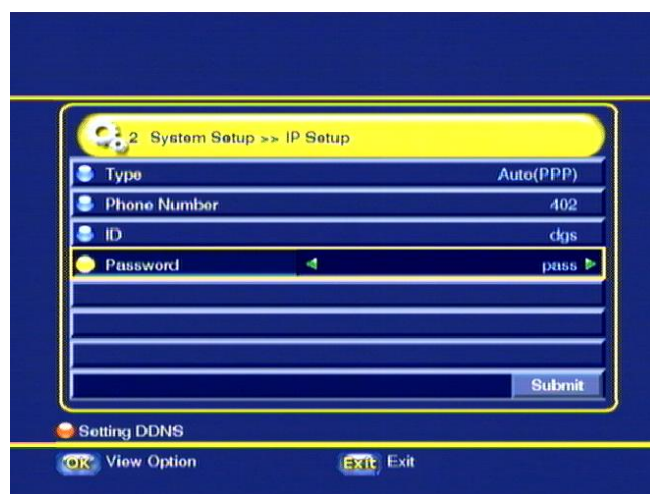 2 System Setup >> IP Setup
Type Auto(PPP)
Phone Number 402
ID dgs
Password pass
Submit
Setting DDNS
OK View Option Exit Exit